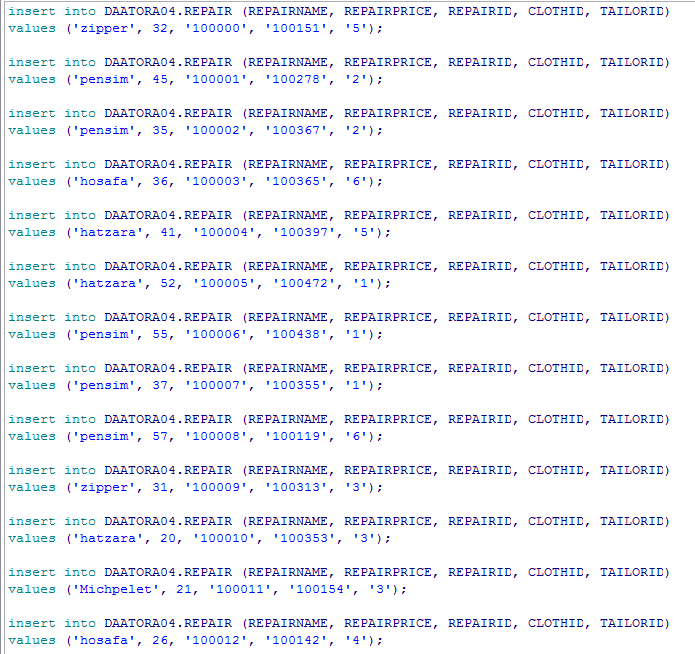 insert into DAATORA04.REPAIR (REPAIRNAME, REPAIRPRICE, REPAIRID, CLOTHID, TAILORID)
values ('zipper', 32, '100000', '100151', '5');
insert into DAATORA04.REPAIR (REPAIRNAME, REPAIRPRICE, REPAIRID, CLOTHID, TAILORID)
values ('pensim', 45, '100001', '100278', '2');
insert into DAATORA04.REPAIR (REPAIRNAME, REPAIRPRICE, REPAIRID, CLOTHID, TAILORID)
values ('pensim', 35, '100002', '100367', '2');
insert into DAATORA04.REPAIR (REPAIRNAME, REPAIRPRICE, REPAIRID, CLOTHID, TAILORID)
values ('hosafa', 36, '100003', '100365', '6');
insert into DAATORA04.REPAIR (REPAIRNAME, REPAIRPRICE, REPAIRID, CLOTHID, TAILORID)
values ('hatzara', 41, '100004', '100397', '5');
insert into DAATORA04.REPAIR (REPAIRNAME, REPAIRPRICE, REPAIRID, CLOTHID, TAILORID)
values ('hatzara', 52, '100005', '100472', '1');
insert into DAATORA04.REPAIR (REPAIRNAME, REPAIRPRICE, REPAIRID, CLOTHID, TAILORID)
values ('pensim', 55, '100006', '100438', '1');
insert into DAATORA04.REPAIR (REPAIRNAME, REPAIRPRICE, REPAIRID, CLOTHID, TAILORID)
values ('pensim', 37, '100007', '100355', '1');
insert into DAATORA04.REPAIR (REPAIRNAME, REPAIRPRICE, REPAIRID, CLOTHID, TAILORID)
values ('pensim', 57, '100008', '100119', '6');
insert into DAATORA04.REPAIR (REPAIRNAME, REPAIRPRICE, REPAIRID, CLOTHID, TAILORID)
values ('zipper', 31, '100009', '100313', '3');
insert into DAATORA04.REPAIR (REPAIRNAME, REPAIRPRICE, REPAIRID, CLOTHID, TAILORID)
values ('hatzara', 20, '100010', '100353', '3');
insert into DAATORA04.REPAIR (REPAIRNAME, REPAIRPRICE, REPAIRID, CLOTHID, TAILORID)
values ('Michpelet', 21, '100011', '100154', '3');
insert into DAATORA04.REPAIR (REPAIRNAME, REPAIRPRICE, REPAIRID, CLOTHID, TAILORID)
values ('hosafa', 26, '100012', '100142', '4');